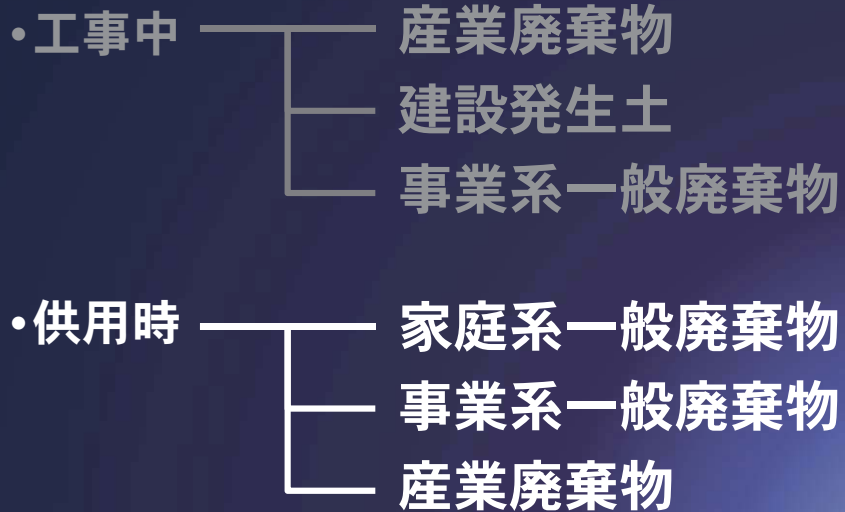 ・工事中 産業廃棄物
建設発生土
事業系一般廃棄物
・供用時 家庭系一般廃棄物
事業系一般廃棄物
産業廃棄物